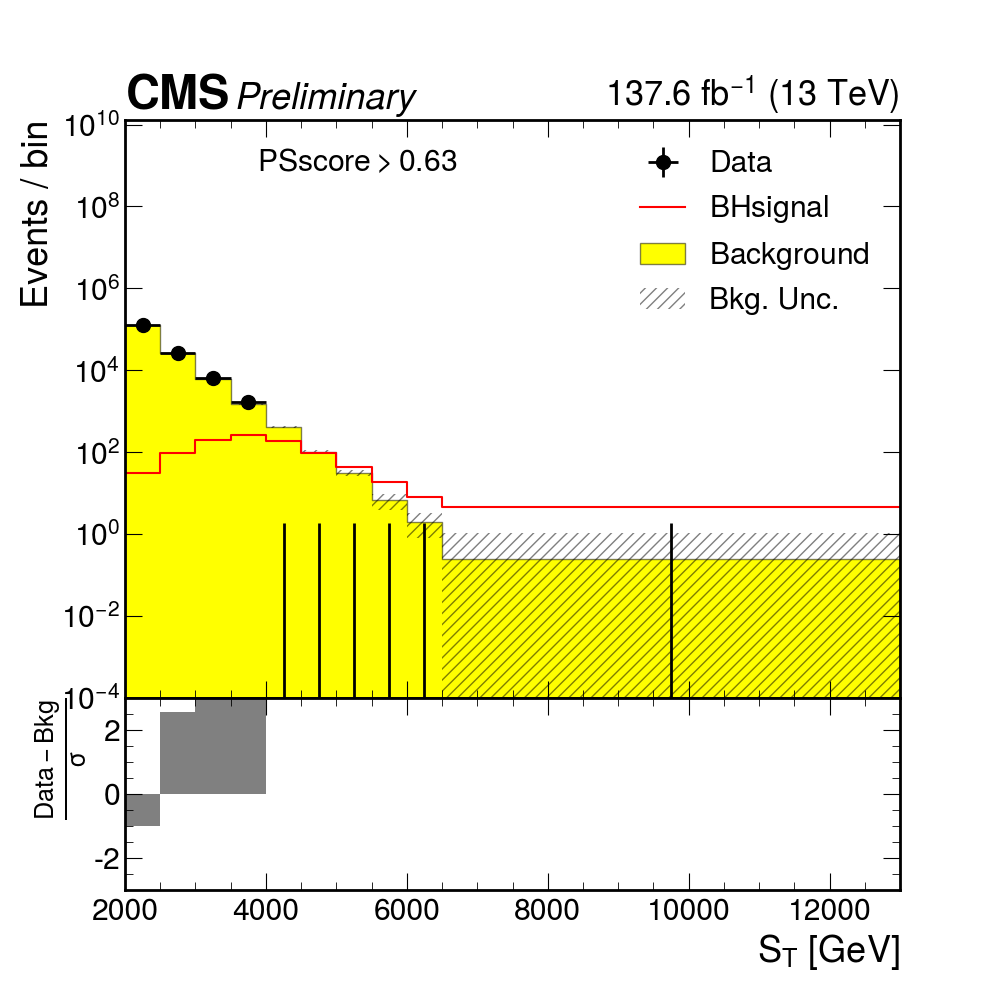 CMS Preliminary 137.6 fb⁻¹ (13 TeV)
Events / bin
PSscore > 0.63
Data
BHsignal
Background
Bkg. Unc.
10¹⁰
10⁸
10⁶
10⁴
10²
10⁰
10⁻²
10⁻⁴
Data – Bkg
σ
2
0
-2
2000 4000 6000 8000 10000 12000
S_T [GeV]